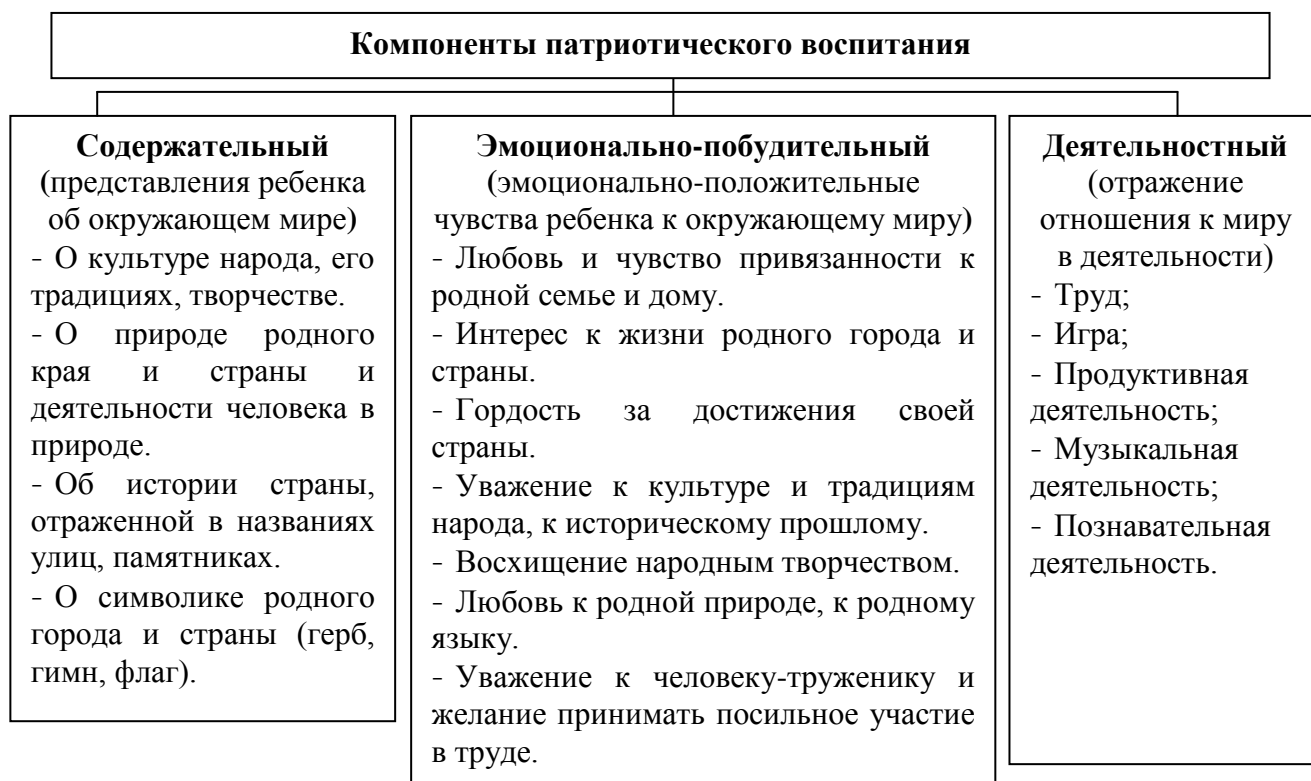 Компоненты патриотического воспитания
Содержательный
(представления ребенка
об окружающем мире)
- О культуре народа, его
традициях, творчестве.
- О природе родного
края и страны и
деятельности человека в
природе.
- Об истории страны,
отраженной в названиях
улиц, памятниках.
- О символике родного
города и страны (герб,
гимн, флаг).
Эмоционально-побудительный
(эмоционально-положительные
чувства ребенка к окружающему миру)
- Любовь и чувство привязанности к
родной семье и дому.
- Интерес к жизни родного города и
страны.
- Гордость за достижения своей
страны.
- Уважение к культуре и традициям
народа, к историческому прошлому.
- Восхищение народным творчеством.
- Любовь к родной природе, к родному
языку.
- Уважение к человеку-труженику и
желание принимать посильное участие
в труде.
Деятельностный
(отражение
отношения к миру
в деятельности)
- Труд;
- Игра;
- Продуктивная
деятельность;
- Музыкальная
деятельность;
- Познавательная
деятельность.